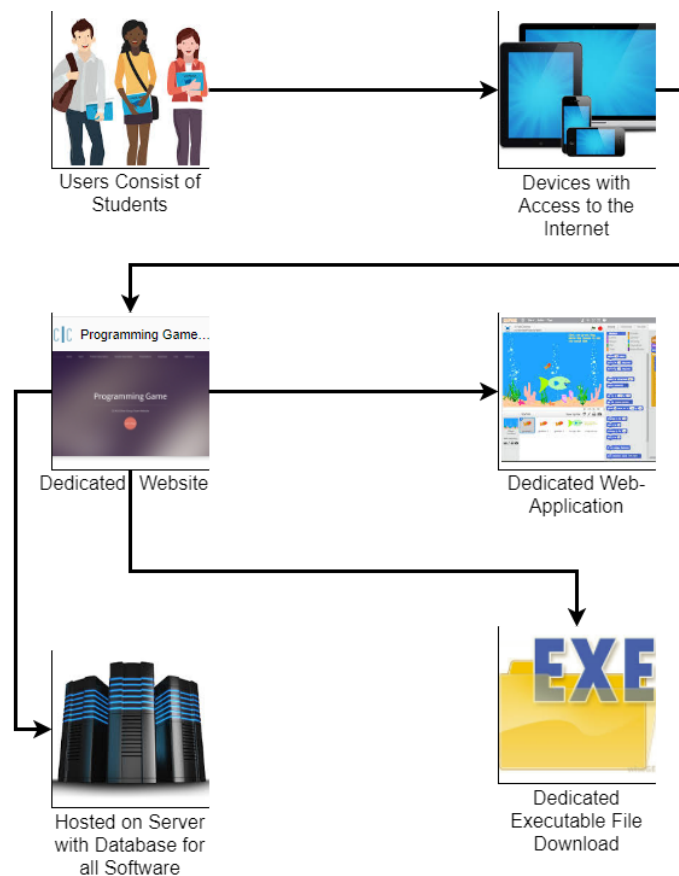 Users Consist of
Students
Devices with
Access to the
Internet
c|c Programming Game...
Programming Game
Dedicated Website
Dedicated Web-
Application
EXE
Hosted on Server
with Database for
all Software
Dedicated
Executable File
Download